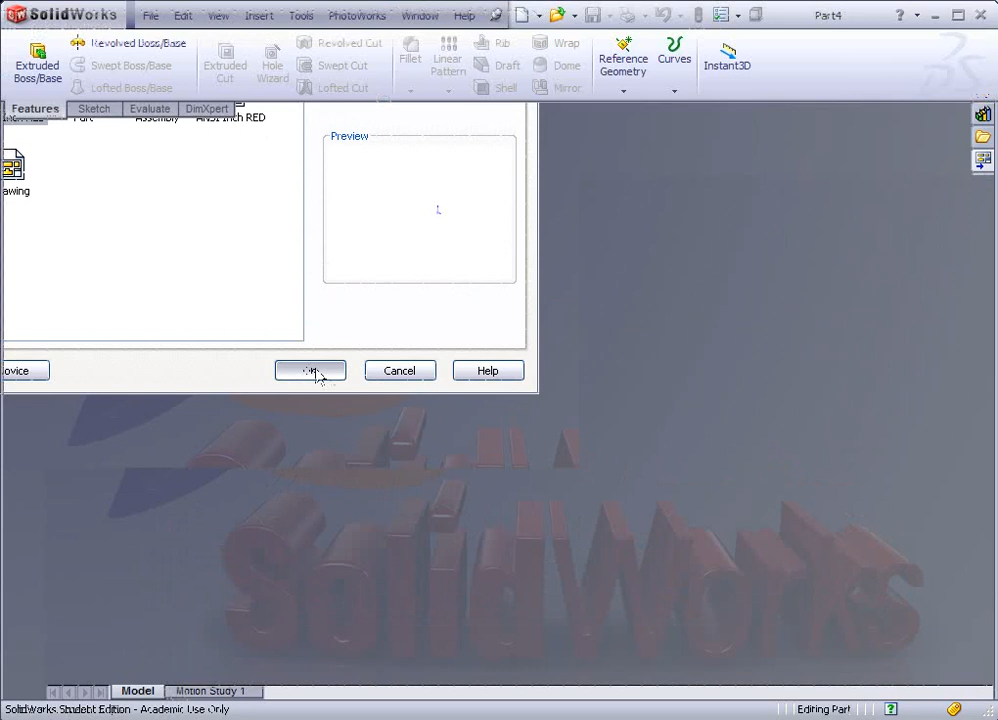 SolidWorks File Edit View Insert Tools PhotoWorks Window Help Part4 ?
Extruded Boss/Base
Revolved Boss/Base
Swept Boss/Base
Lofted Boss/Base
Extruded Cut
Hole Wizard
Revolved Cut
Swept Cut
Lofted Cut
Fillet
Linear Pattern
Rib
Draft
Shell
Wrap
Dome
Mirror
Reference Geometry
Curves
Instant3D
Features Sketch Evaluate DimXpert
Part Assembly ANSI Inch RED
Preview
awing
ovice OK Cancel Help
SolidWorks
Model Motion Study 1
SolidWorks Student Edition - Academic Use Only Editing Part ?